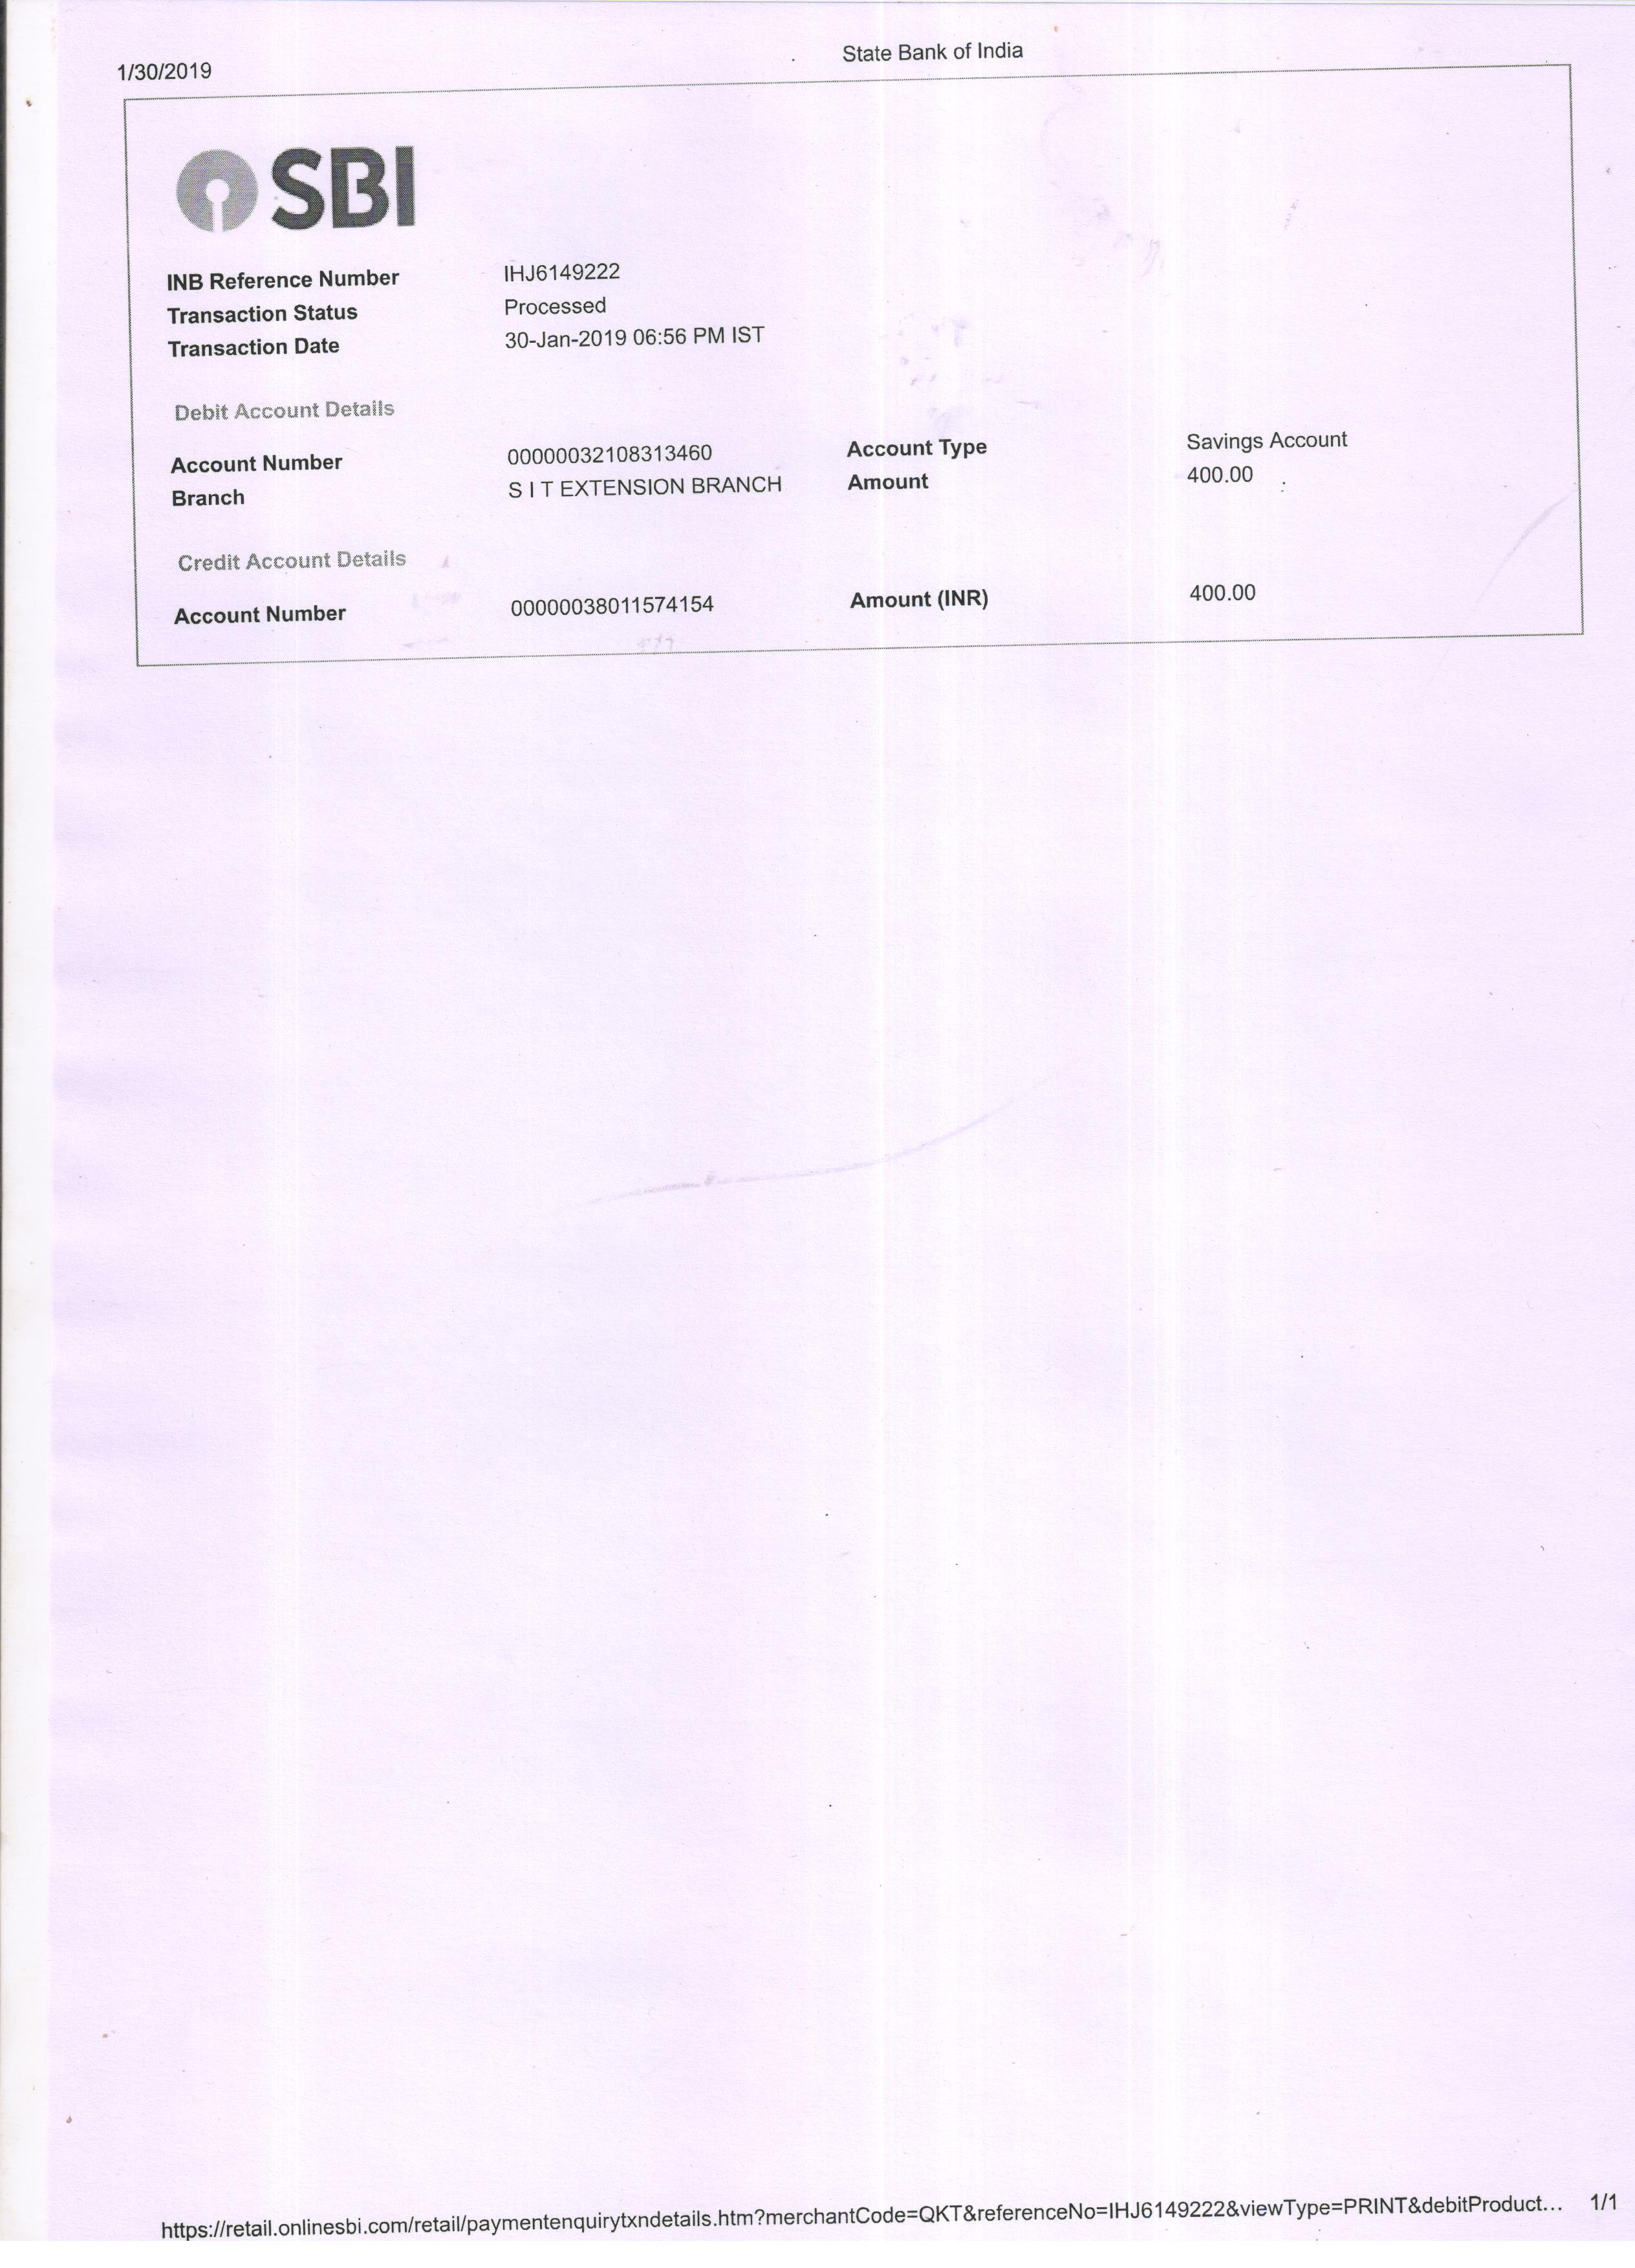 1/30/2019 State Bank of India
SBI
INB Reference Number IHJ6149222
Transaction Status Processed
Transaction Date 30-Jan-2019 06:56 PM IST
Debit Account Details
Account Number 00000032108313460 Account Type Savings Account
Branch S I T EXTENSION BRANCH Amount 400.00
Credit Account Details
Account Number 00000038011574154 Amount (INR) 400.00
https://retail.onlinesbi.com/retail/paymentenquirytxndetails.htm?merchantCode=QKT&referenceNo=IHJ6149222&viewType=PRINT&debitProduct... 1/1